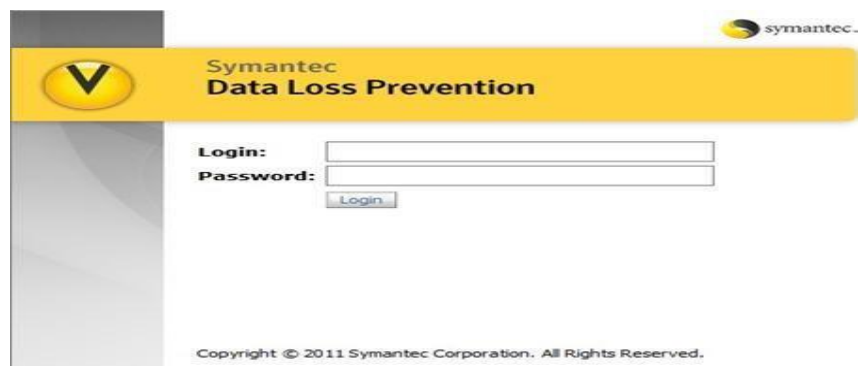 symantec.
Symantec
Data Loss Prevention
Login:
Password:
Login
Copyright © 2011 Symantec Corporation. All Rights Reserved.